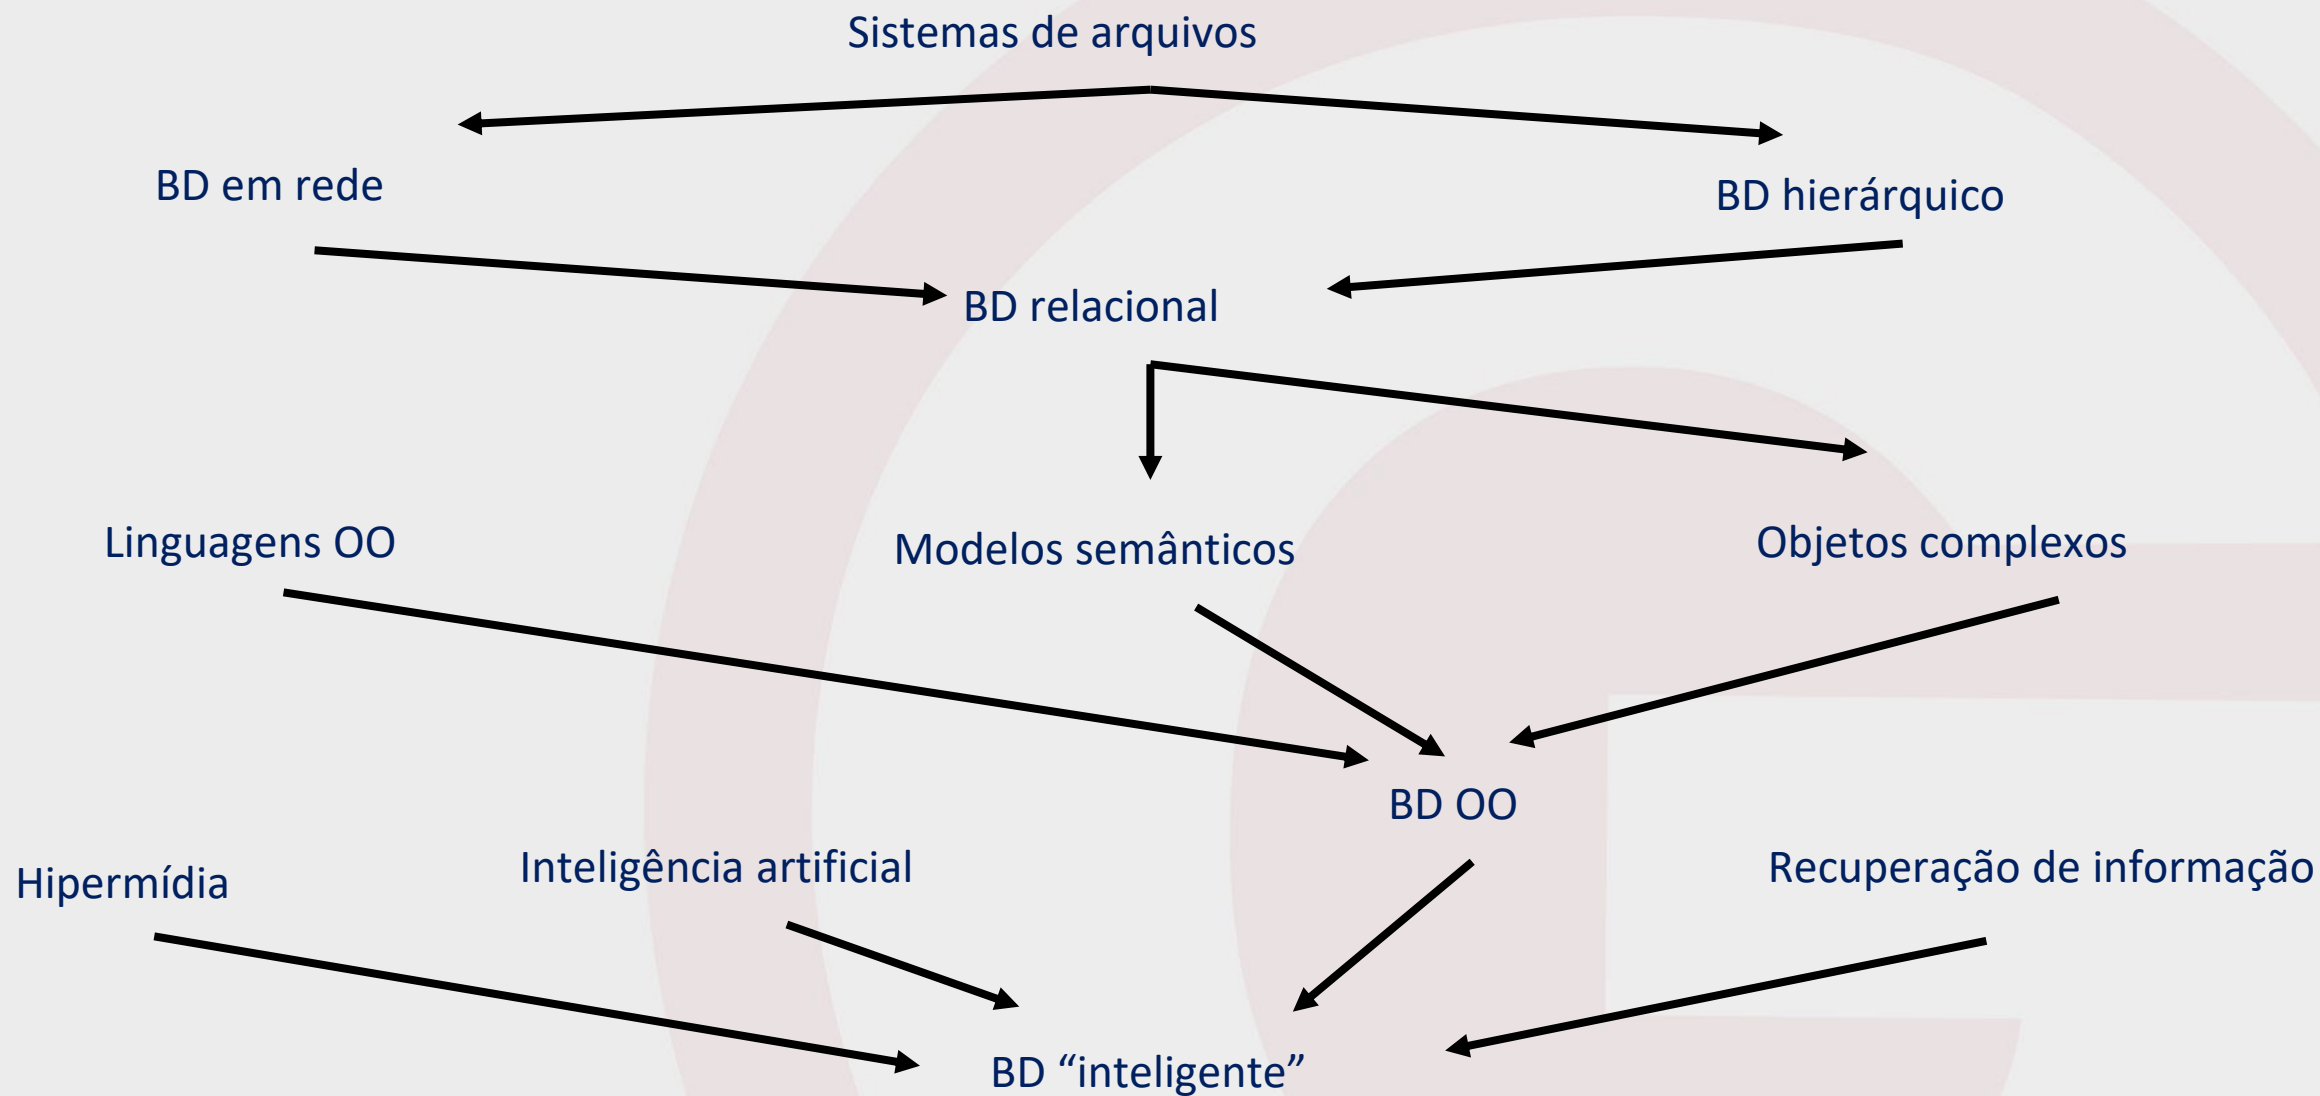 Sistemas de arquivos
BD em rede
BD hierárquico
BD relacional
Linguagens OO
Modelos semânticos
Objetos complexos
BD OO
Hipermídia
Inteligência artificial
Recuperação de informação
BD “inteligente”